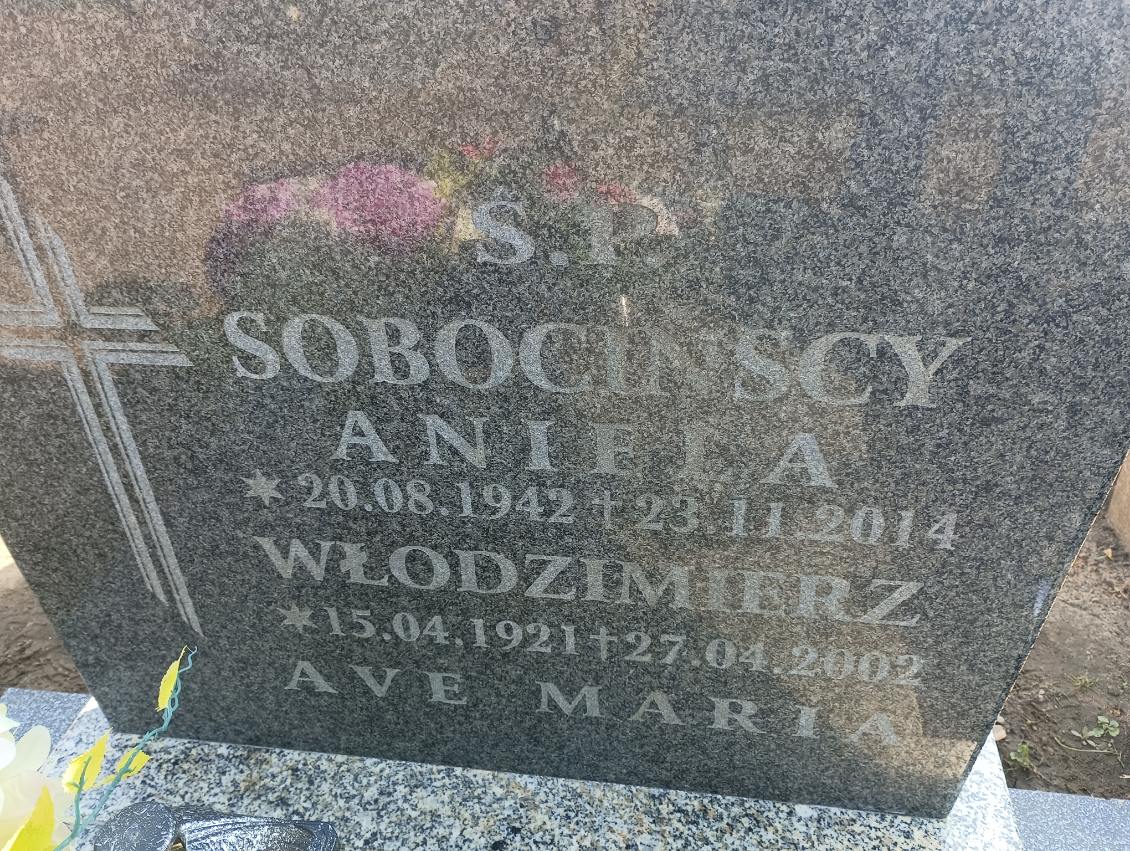 Ś.P.
SOBOCIŃSCY
ANIELA
* 20.08.1942 † 23.11.2014
WŁODZIMIERZ
* 15.04.1921 † 27.04.2002
AVE MARIA